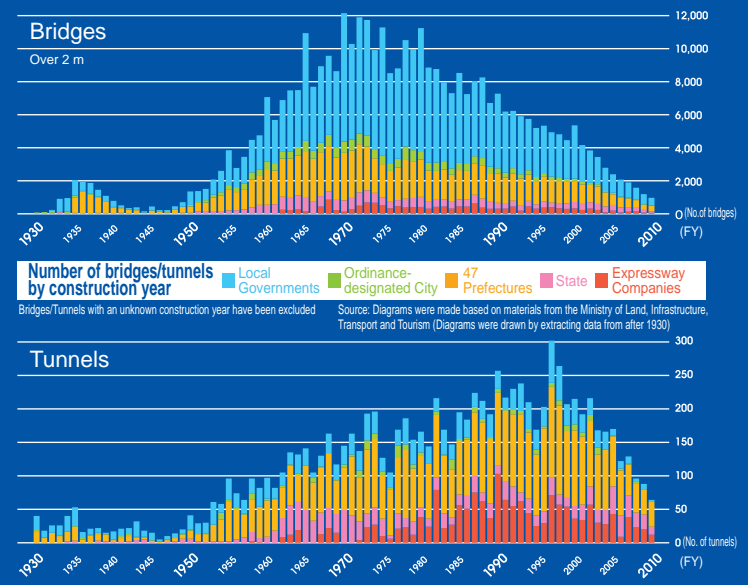 Bridges
Over 2 m
12,000
10,000
8,000
6,000
4,000
2,000
0 (No.of bridges)
1930 1935 1940 1945 1950 1955 1960 1965 1970 1975 1980 1985 1990 1995 2000 2005 2010 (FY)
Number of bridges/tunnels
by construction year
Local
Governments
Ordinance-
designated City
47
Prefectures
State
Expressway
Companies
Bridges/Tunnels with an unknown construction year have been excluded
Source: Diagrams were made based on materials from the Ministry of Land, Infrastructure,
Transport and Tourism (Diagrams were drawn by extracting data from after 1930)
Tunnels
300
250
200
150
100
50
0 (No. of tunnels)
1930 1935 1940 1945 1950 1955 1960 1965 1970 1975 1980 1985 1990 1995 2000 2005 2010 (FY)